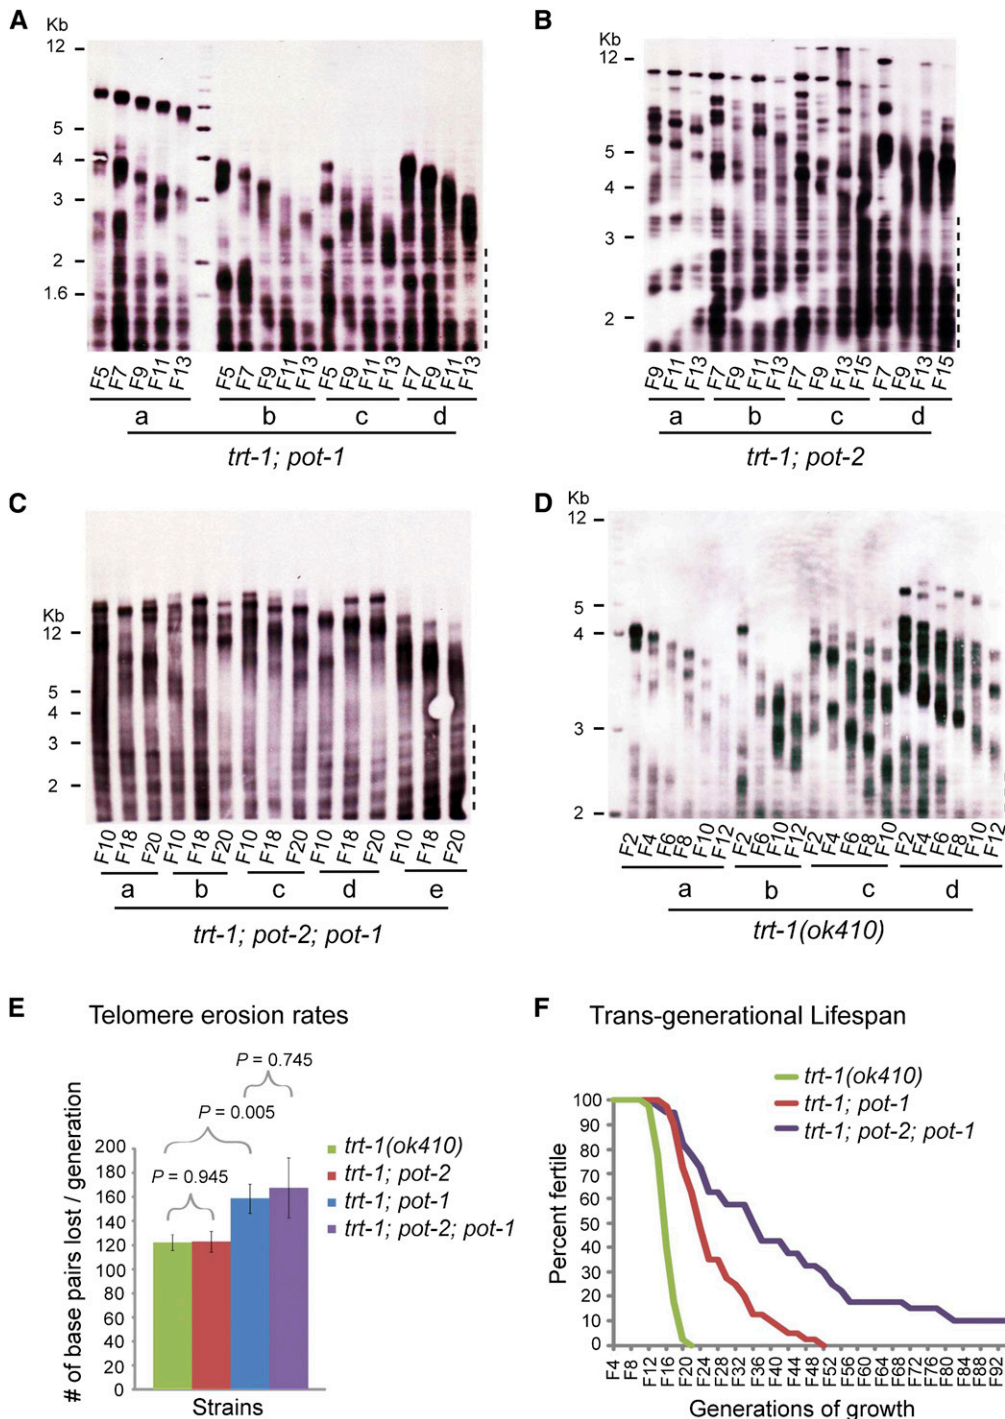 A
Kb
12
5
4
3
2
1.6
F5 F7 F9 F11 F13 F5 F7 F9 F11 F13 F5 F9 F11 F13 F7 F9 F11 F13
a b c d
trt-1; pot-1
B
Kb
12
5
4
3
2
F9 F11 F13 F7 F9 F11 F13 F7 F9 F13 F15 F7 F9 F13 F15
a b c d
trt-1; pot-2
C
Kb
12
5
4
3
2
F10 F18 F20 F10 F18 F20 F10 F18 F20 F10 F18 F20 F10 F18 F20
a b c d e
trt-1; pot-2; pot-1
D
Kb
12
5
4
3
2
F2 F4 F6 F8 F10 F12 F2 F6 F10 F12 F2 F4 F6 F8 F10 F2 F4 F6 F8 F10 F12
a b c d
trt-1(ok410)
E Telomere erosion rates
P = 0.745
P = 0.005
P = 0.945
# of base pairs lost / generation
200
180
160
140
120
100
80
60
40
20
0
Strains
trt-1(ok410)
trt-1; pot-2
trt-1; pot-1
trt-1; pot-2; pot-1
F Trans-generational Lifespan
trt-1(ok410)
trt-1; pot-1
trt-1; pot-2; pot-1
Percent fertile
100
90
80
70
60
50
40
30
20
10
0
F4 F8 F12 F16 F20 F24 F28 F32 F36 F40 F44 F48 F52 F56 F60 F64 F68 F72 F76 F80 F84 F88 F92
Generations of growth